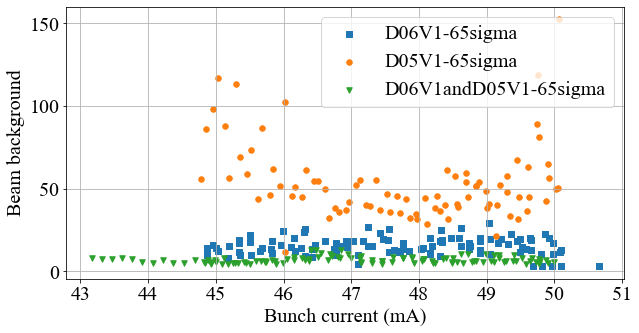 D06V1-65sigma
D05V1-65sigma
D06V1andD05V1-65sigma
Beam background
150
100
50
0
43 44 45 46 47 48 49 50 51
Bunch current (mA)